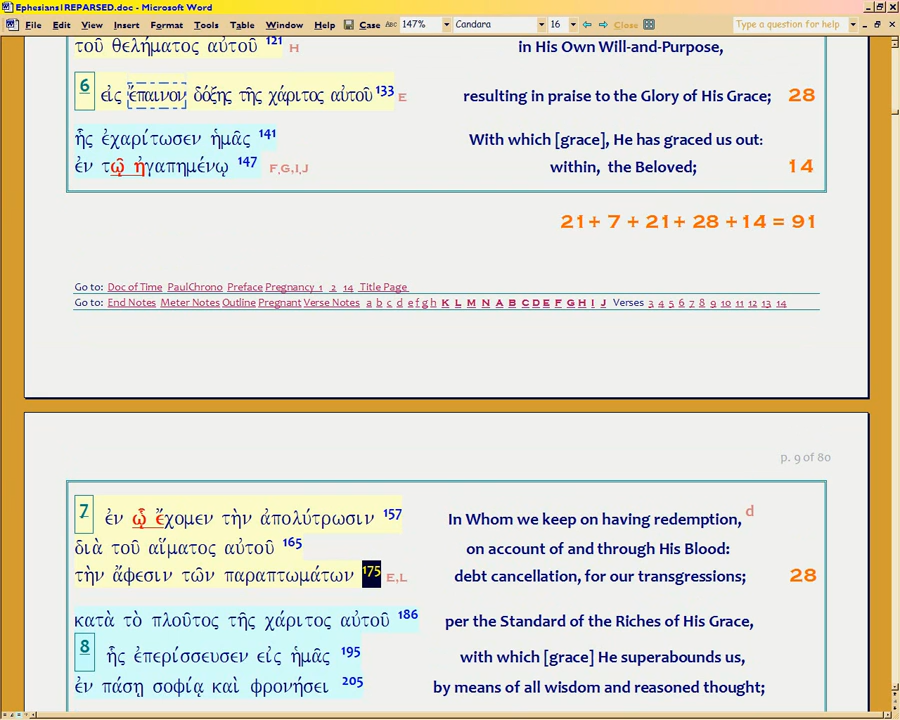 Ephesians1REPARSED.doc - Microsoft Word
File Edit View Insert Format Tools Table Window Help Case Abc 147% Candara 16 Close Type a question for help
τοῦ θελήματος αὐτοῦ 121 H in His Own Will-and-Purpose,
6 εἰς ἔπαινον δόξης τῆς χάριτος αὐτοῦ 133 E resulting in praise to the Glory of His Grace; 28
ἧς ἐχαρίτωσεν ἡμᾶς 141 With which [grace], He has graced us out:
ἐν τῷ ἠγαπημένῳ 147 F,G,I,J within, the Beloved; 14
21+ 7 + 21+ 28 +14 = 91
Go to: Doc of Time PaulChrono Preface Pregnancy 1 2 14 Title Page
Go to: End Notes Meter Notes Outline Pregnant Verse Notes a b c d e f g h K L M N A B C D E F G H I J Verses 3 4 5 6 7 8 9 10 11 12 13 14
p. 9 of 80
7 ἐν ᾧ ἔχομεν τὴν ἀπολύτρωσιν 157 In Whom we keep on having redemption, d
διὰ τοῦ αἵματος αὐτοῦ 165 on account of and through His Blood:
τὴν ἄφεσιν τῶν παραπτωμάτων 175 E,L debt cancellation, for our transgressions; 28
κατὰ τὸ πλοῦτος τῆς χάριτος αὐτοῦ 186 per the Standard of the Riches of His Grace,
8 ἧς ἐπερίσσευσεν εἰς ἡμᾶς 195 with which [grace] He superabounds us,
ἐν πάσῃ σοφίᾳ καὶ φρονήσει 205 by means of all wisdom and reasoned thought;